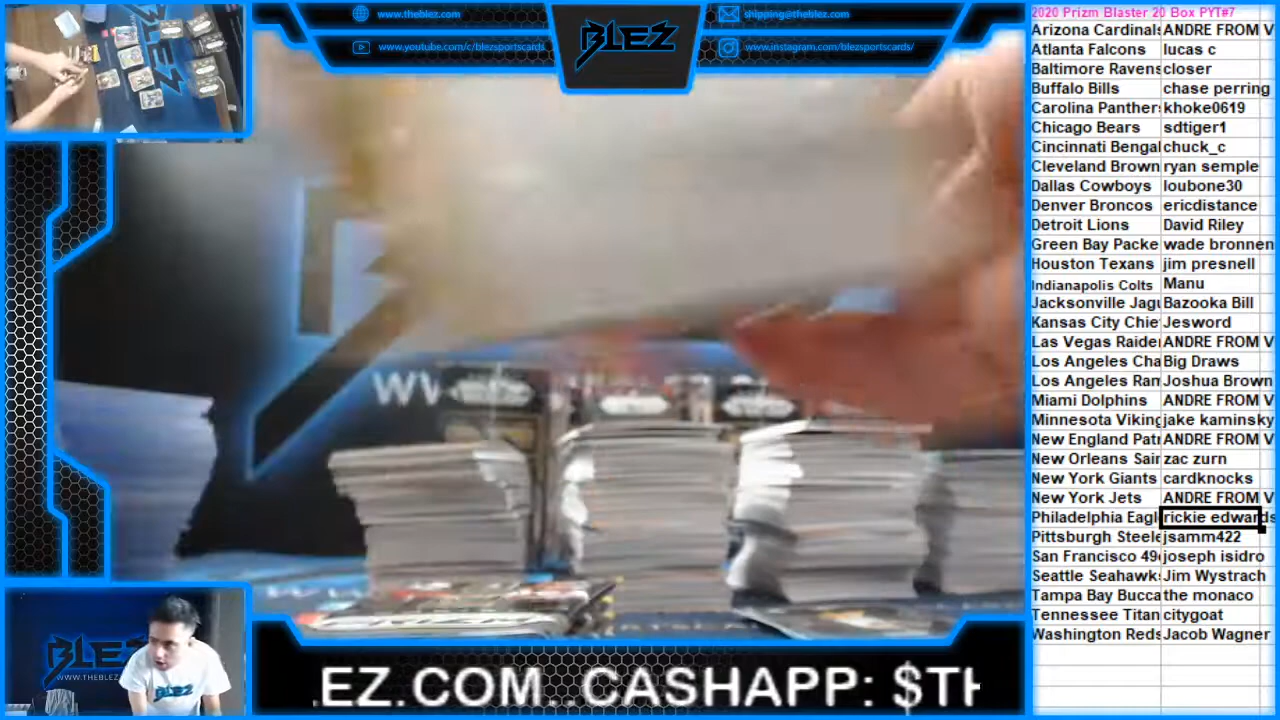 www.theblez.com
www.youtube.com/c/blezsportscards
BLEZ
shipping@theblez.com
www.instagram.com/blezsportscards/
2020 Prizm Blaster 20 Box PYT#7
Arizona Cardinals ANDRE FROM V
Atlanta Falcons lucas c
Baltimore Ravens closer
Buffalo Bills chase perring
Carolina Panthers khoke0619
Chicago Bears sdtiger1
Cincinnati Bengal chuck_c
Cleveland Brown ryan semple
Dallas Cowboys loubone30
Denver Broncos ericdistance
Detroit Lions David Riley
Green Bay Packe wade bronnen
Houston Texans jim presnell
Indianapolis Colts Manu
Jacksonville Jagu Bazooka Bill
Kansas City Chie Jesword
Las Vegas Raide ANDRE FROM V
Los Angeles Cha Big Draws
Los Angeles Ram Joshua Brown
Miami Dolphins ANDRE FROM V
Minnesota Viking jake kaminsky
New England Patr ANDRE FROM V
New Orleans Sain zac zurn
New York Giants cardknocks
New York Jets ANDRE FROM V
Philadelphia Eagl rickie edwards
Pittsburgh Steele jsamm422
San Francisco 49 joseph isidro
Seattle Seahawks Jim Wystrach
Tampa Bay Bucca the monaco
Tennessee Titan citygoat
Washington Reds Jacob Wagner
BLEZ
WWW.THEBLEZ
BLEZ
.EZ.COM CASHAPP: $TH